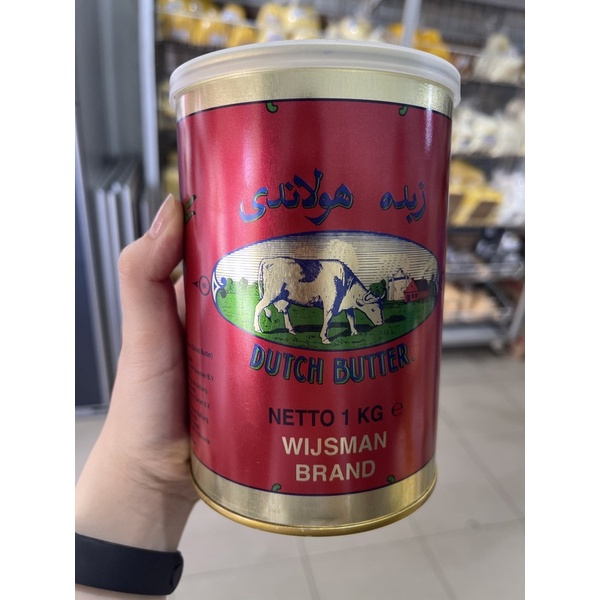 زبده هولاندى
DUTCH BUTTER
NETTO 1 KG ℮
WIJSMAN
BRAND